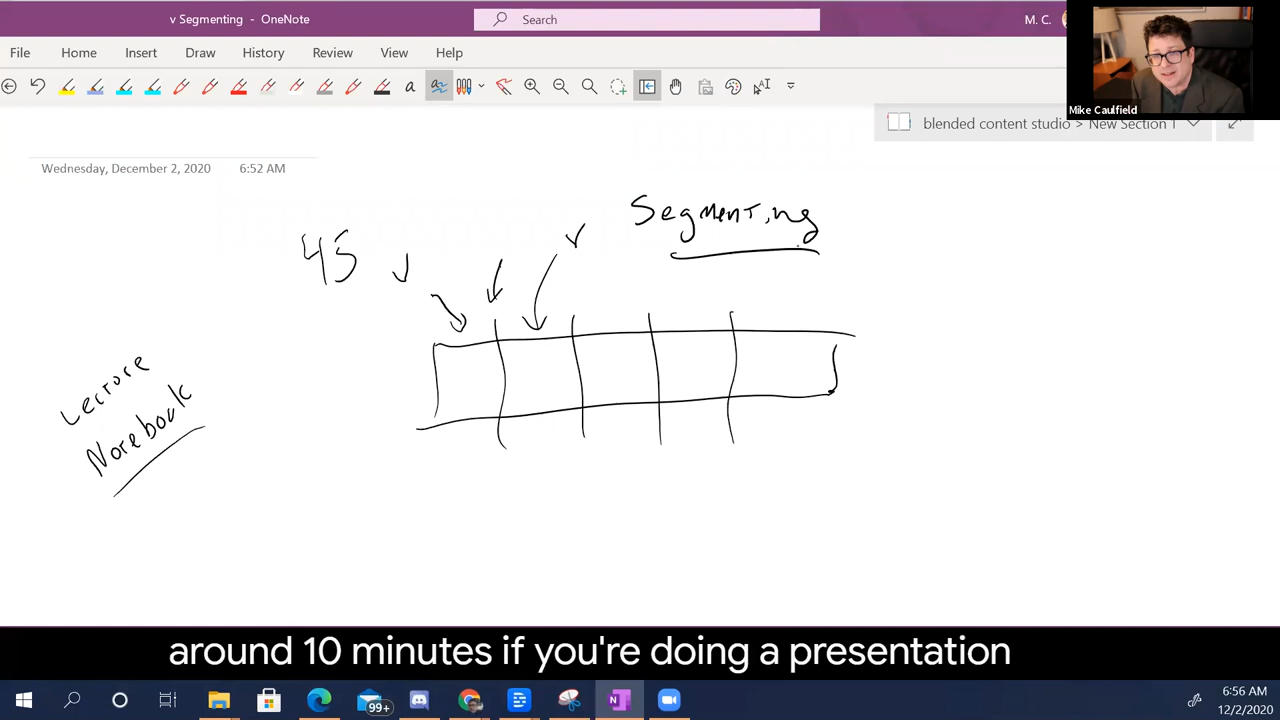 v Segmenting - OneNote
Search
M. C.
File Home Insert Draw History Review View Help
Mike Caulfield
blended content studio > New Section 1
Wednesday, December 2, 2020 6:52 AM
Segmenting
45
Lecture
Notebook
around 10 minutes if you're doing a presentation
99+
6:56 AM
12/2/2020